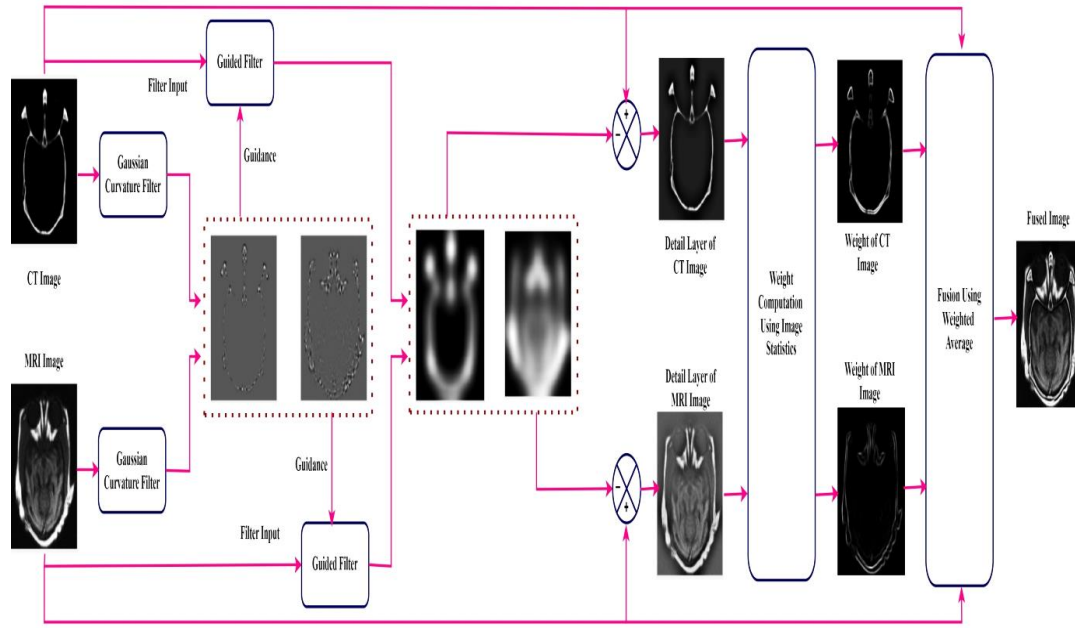 Guided Filter
Filter Input
Guidance
Gaussian
Curvature Filter
CT Image
MRI Image
Gaussian
Curvature Filter
Guidance
Filter Input
Guided Filter
+
-
Detail Layer of
CT Image
Detail Layer of
MRI Image
-
+
Weight
Computation
Using Image
Statistics
Weight of CT
Image
Weight of MRI
Image
Fusion Using
Weighted
Average
Fused Image